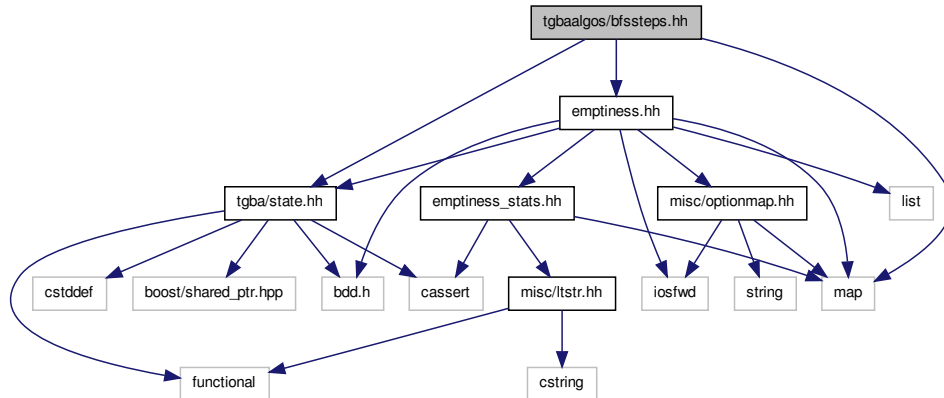 tgbaalgos/bfssteps.hh
emptiness.hh
tgba/state.hh
emptiness_stats.hh
misc/optionmap.hh
list
cstddef
boost/shared_ptr.hpp
bdd.h
cassert
misc/ltstr.hh
iosfwd
string
map
functional
cstring